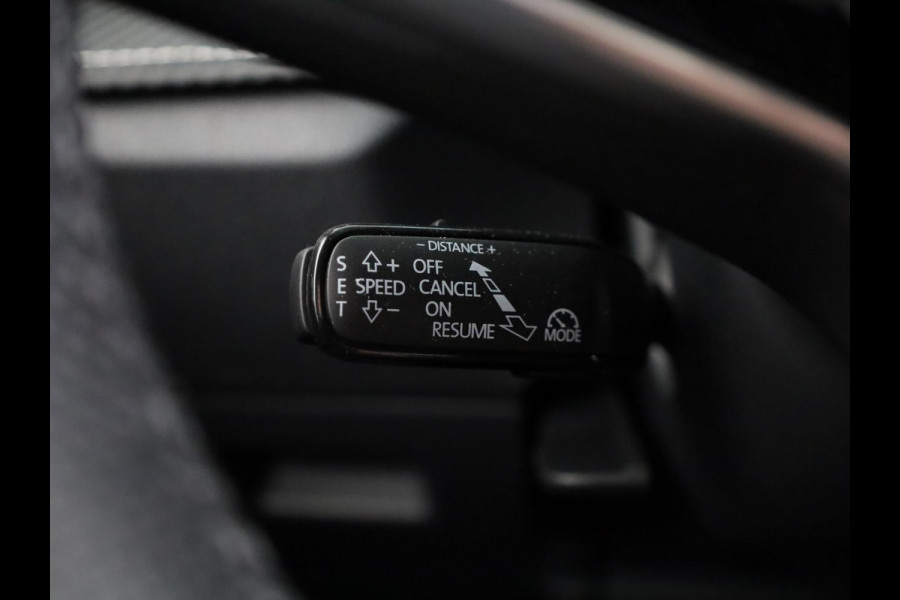 - DISTANCE +
S + OFF
E SPEED CANCEL
T - ON
RESUME MODE